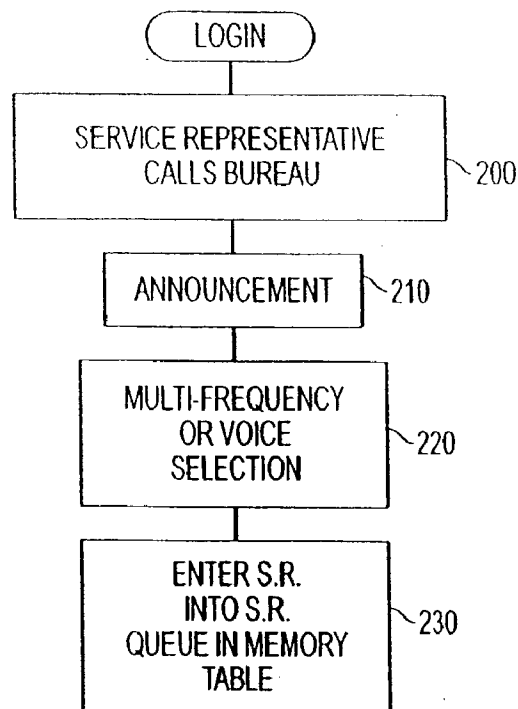 LOGIN
SERVICE REPRESENTATIVE
CALLS BUREAU
200
ANNOUNCEMENT
210
MULTI-FREQUENCY
OR VOICE
SELECTION
220
ENTER S.R.
INTO S.R.
QUEUE IN MEMORY
TABLE
230